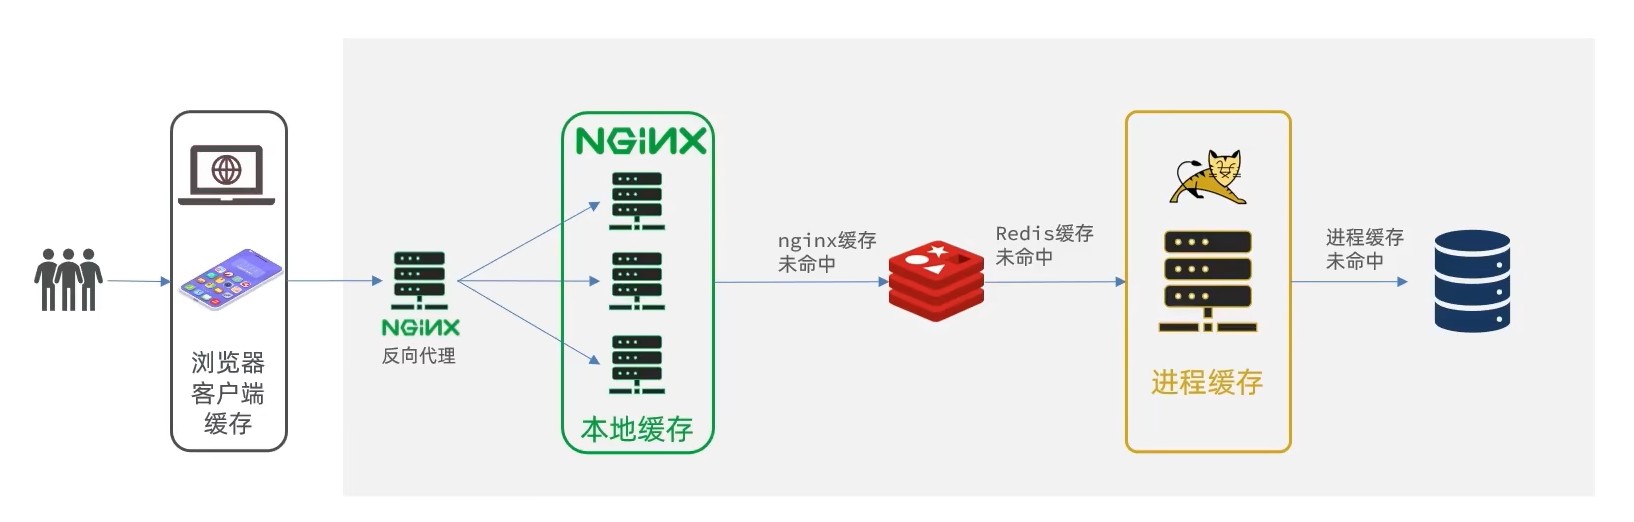 浏览器
客户端
缓存
NGINX
反向代理
NGINX
本地缓存
nginx缓存
未命中
Redis缓存
未命中
进程缓存
进程缓存
未命中